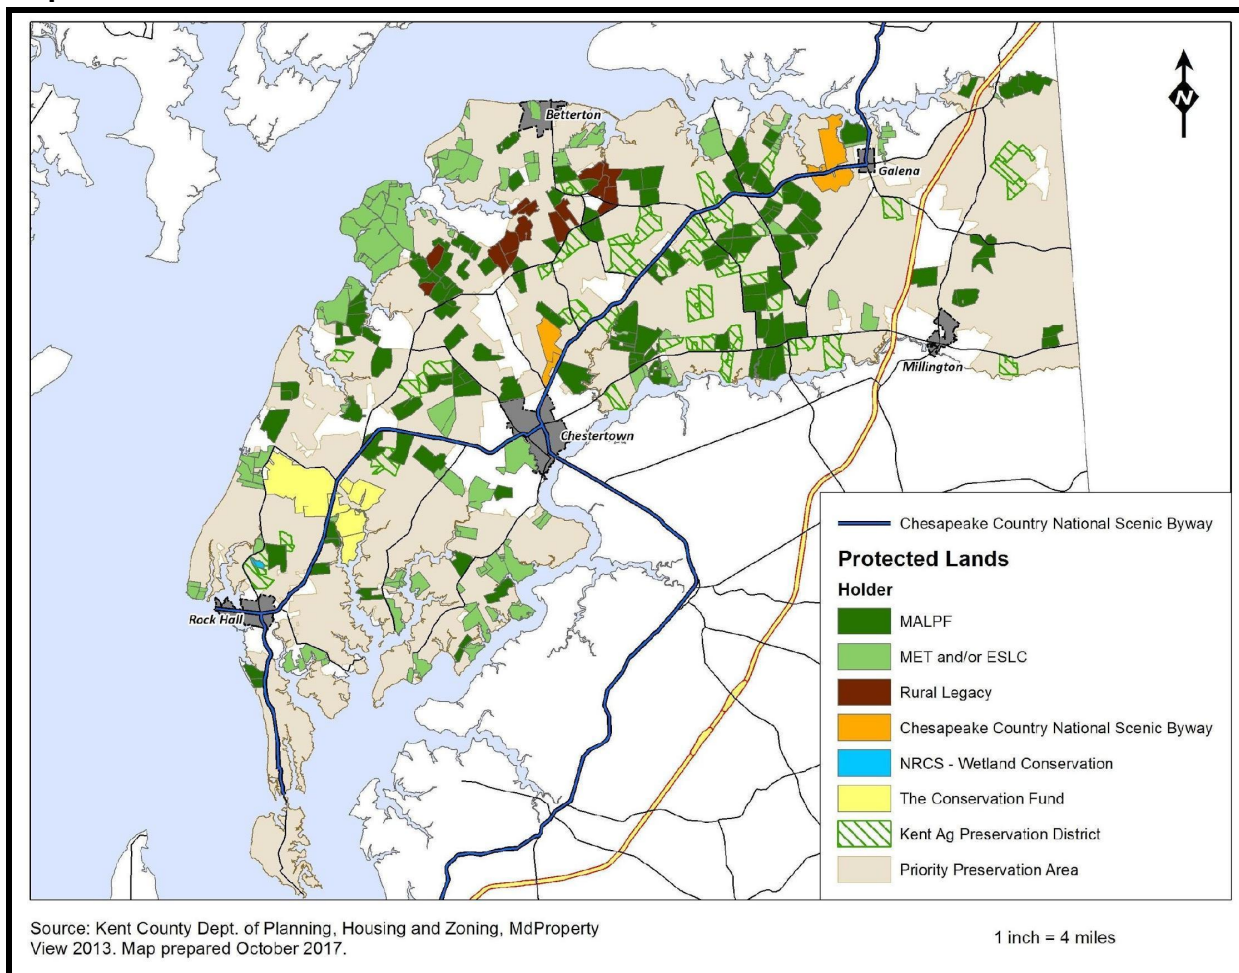 N
Betterton
Galena
Millington
Chestertown
Rock Hall
Chesapeake Country National Scenic Byway
Protected Lands
Holder
MALPF
MET and/or ESLC
Rural Legacy
Chesapeake Country National Scenic Byway
NRCS - Wetland Conservation
The Conservation Fund
Kent Ag Preservation District
Priority Preservation Area
Source: Kent County Dept. of Planning, Housing and Zoning, MdProperty
View 2013. Map prepared October 2017.
1 inch = 4 miles